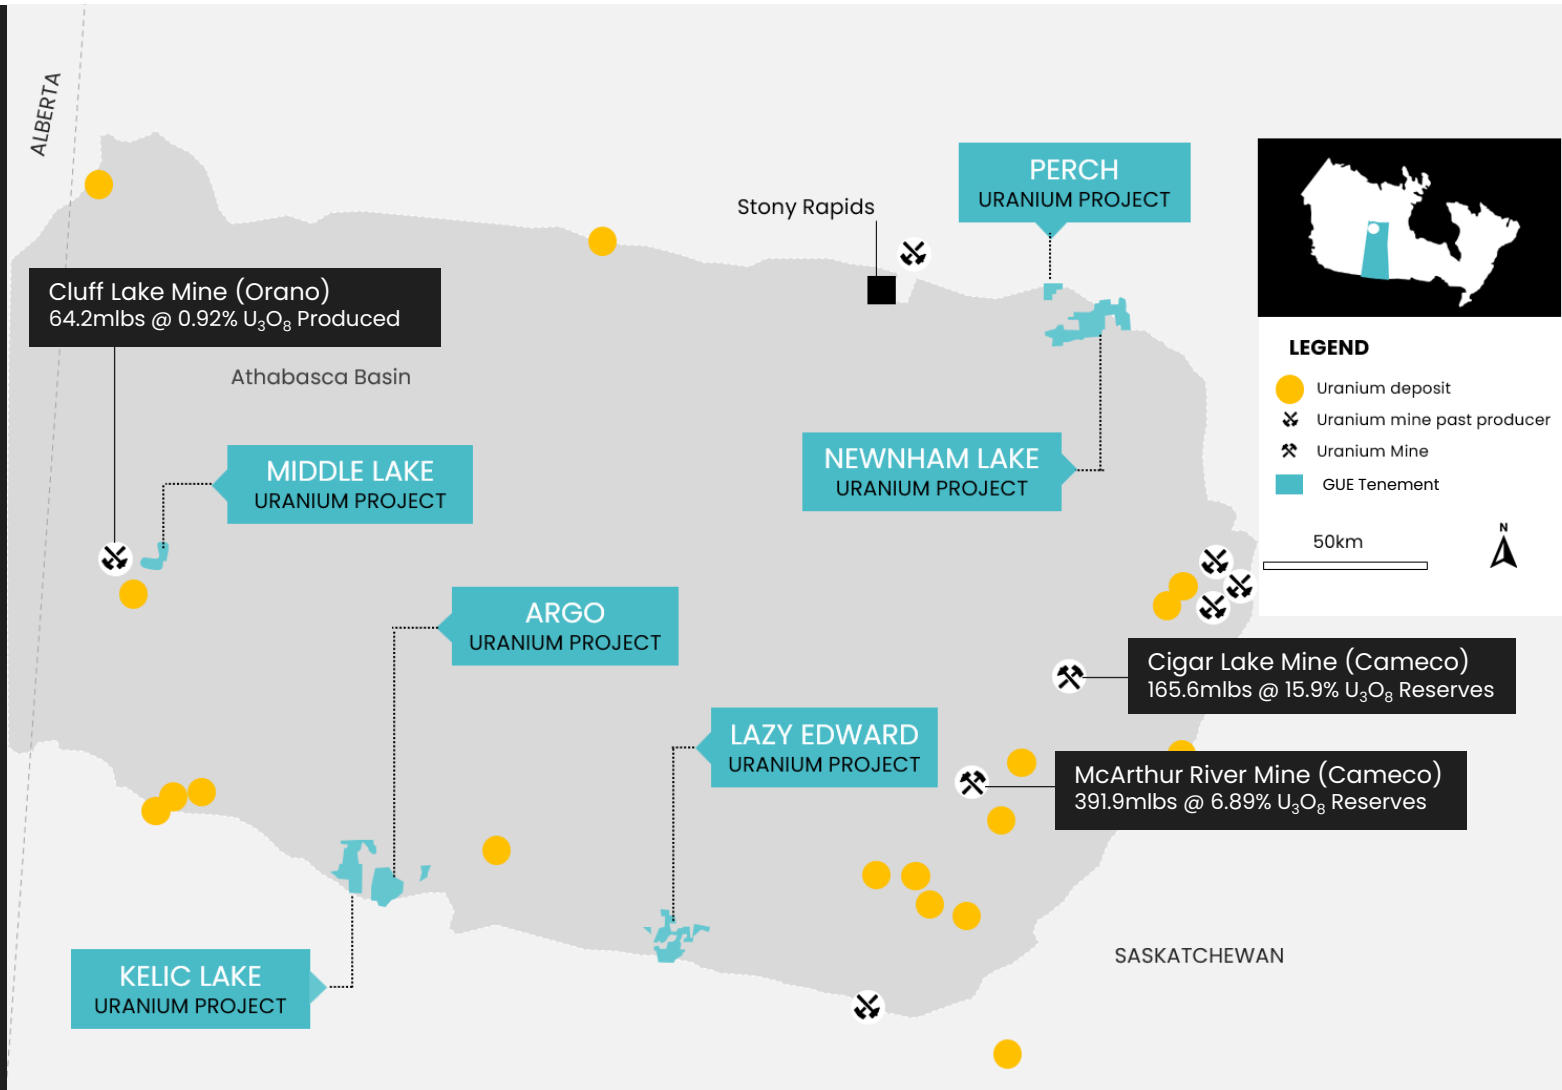 ALBERTA
PERCH
URANIUM PROJECT
Stony Rapids
Cluff Lake Mine (Orano)
64.2mlbs @ 0.92% U₃O₈ Produced
Athabasca Basin
LEGEND
Uranium deposit
Uranium mine past producer
Uranium Mine
GUE Tenement
N
50km
MIDDLE LAKE
URANIUM PROJECT
NEWNHAM LAKE
URANIUM PROJECT
ARGO
URANIUM PROJECT
Cigar Lake Mine (Cameco)
165.6mlbs @ 15.9% U₃O₈ Reserves
LAZY EDWARD
URANIUM PROJECT
McArthur River Mine (Cameco)
391.9mlbs @ 6.89% U₃O₈ Reserves
KELIC LAKE
URANIUM PROJECT
SASKATCHEWAN